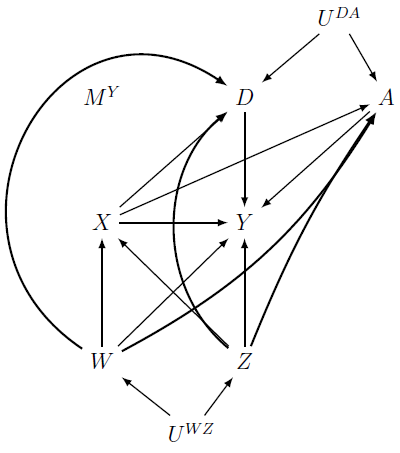 U^{DA}
M^Y D A
X Y
W Z
U^{WZ}